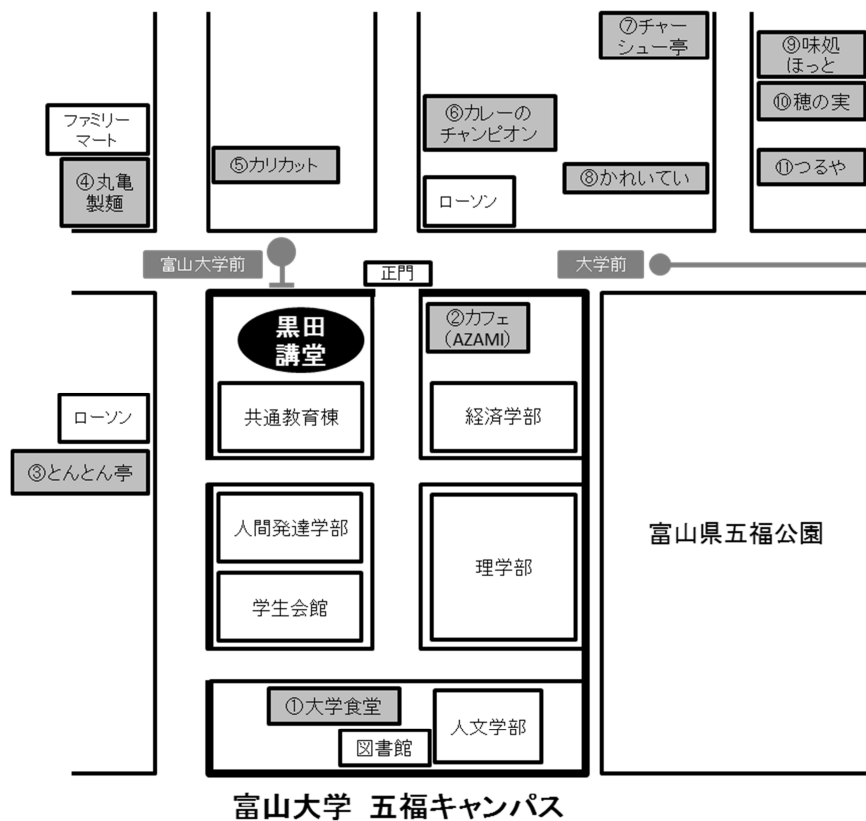 ⑦チャー
シュー亭
⑨味処
ほっと
⑩穂の実
⑥カレーの
チャンピオン
ファミリー
マート
④丸亀
製麺
⑤カリカット
⑧かれいてい
⑪つるや
ローソン
富山大学前
正門
大学前
黒田
講堂
②カフェ
（AZAMI）
共通教育棟
経済学部
ローソン
③とんとん亭
人間発達学部
理学部
富山県五福公園
学生会館
①大学食堂
人文学部
図書館
富山大学 五福キャンパス